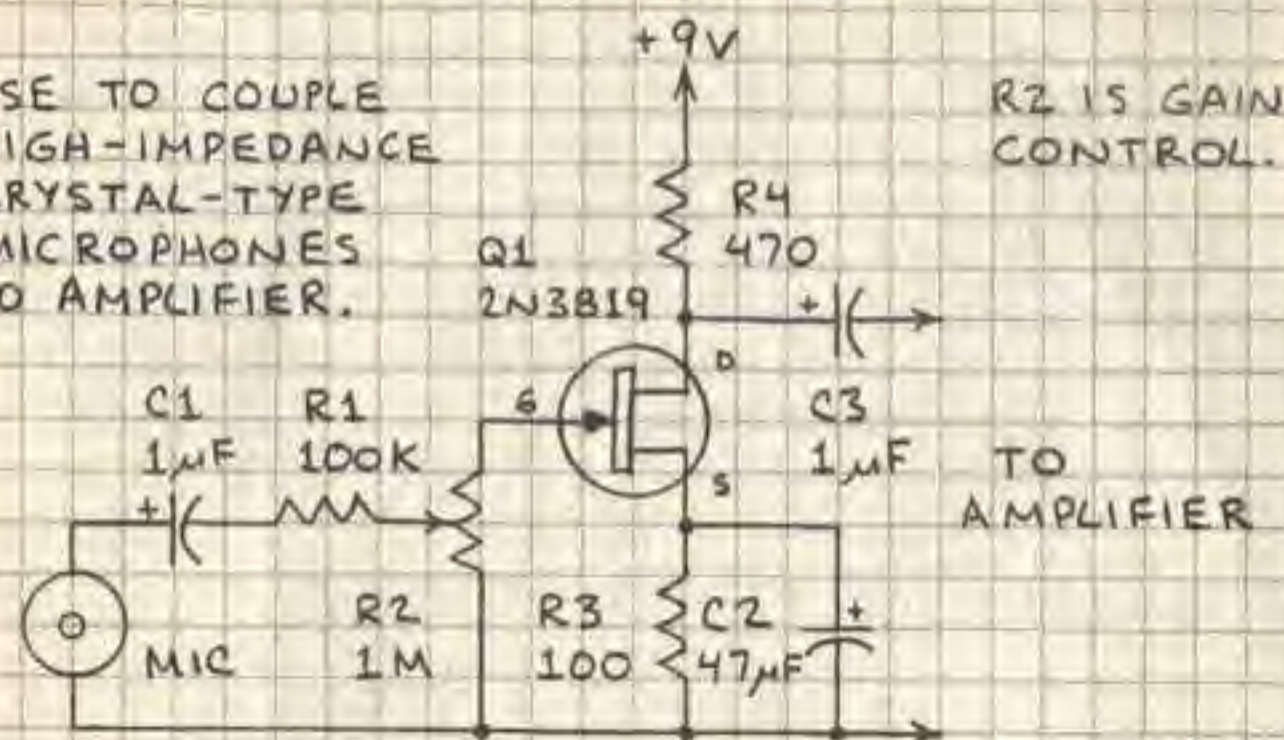 +9V
SE TO COUPLE
IGH-IMPEDANCE
RYSTAL-TYPE
MICROPHONES
O AMPLIFIER.
R2 IS GAIN
CONTROL.
R4
470
Q1
2N3819
+
D
G
S
C1
1µF
R1
100K
C3
1µF
TO
AMPLIFIER
+
R2
1M
R3
100
C2
47µF
+
MIC